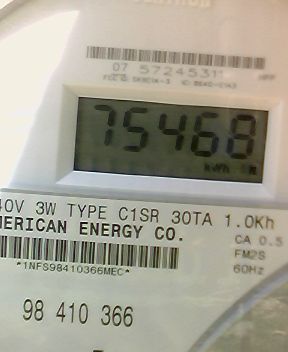 07 5724531
75468
kWh
40V 3W TYPE C1SR 30TA 1.0Kh
MERICAN ENERGY CO.
CA 0.5
FM2S
60Hz
*1NFS98410366MEC*
98 410 366